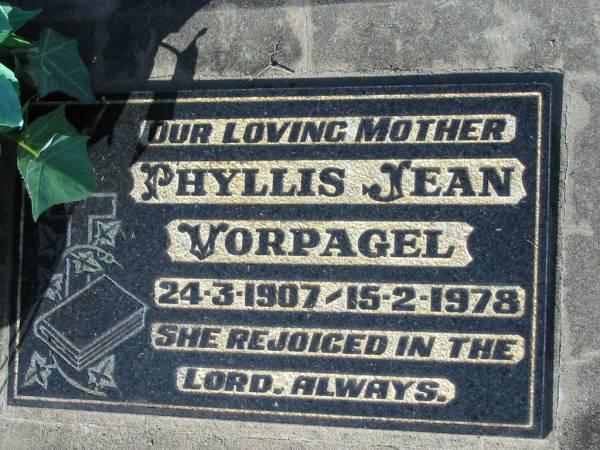 OUR LOVING MOTHER
PHYLLIS JEAN
VORPAGEL
24-3-1907/15-2-1978
SHE REJOICED IN THE
LORD. ALWAYS.